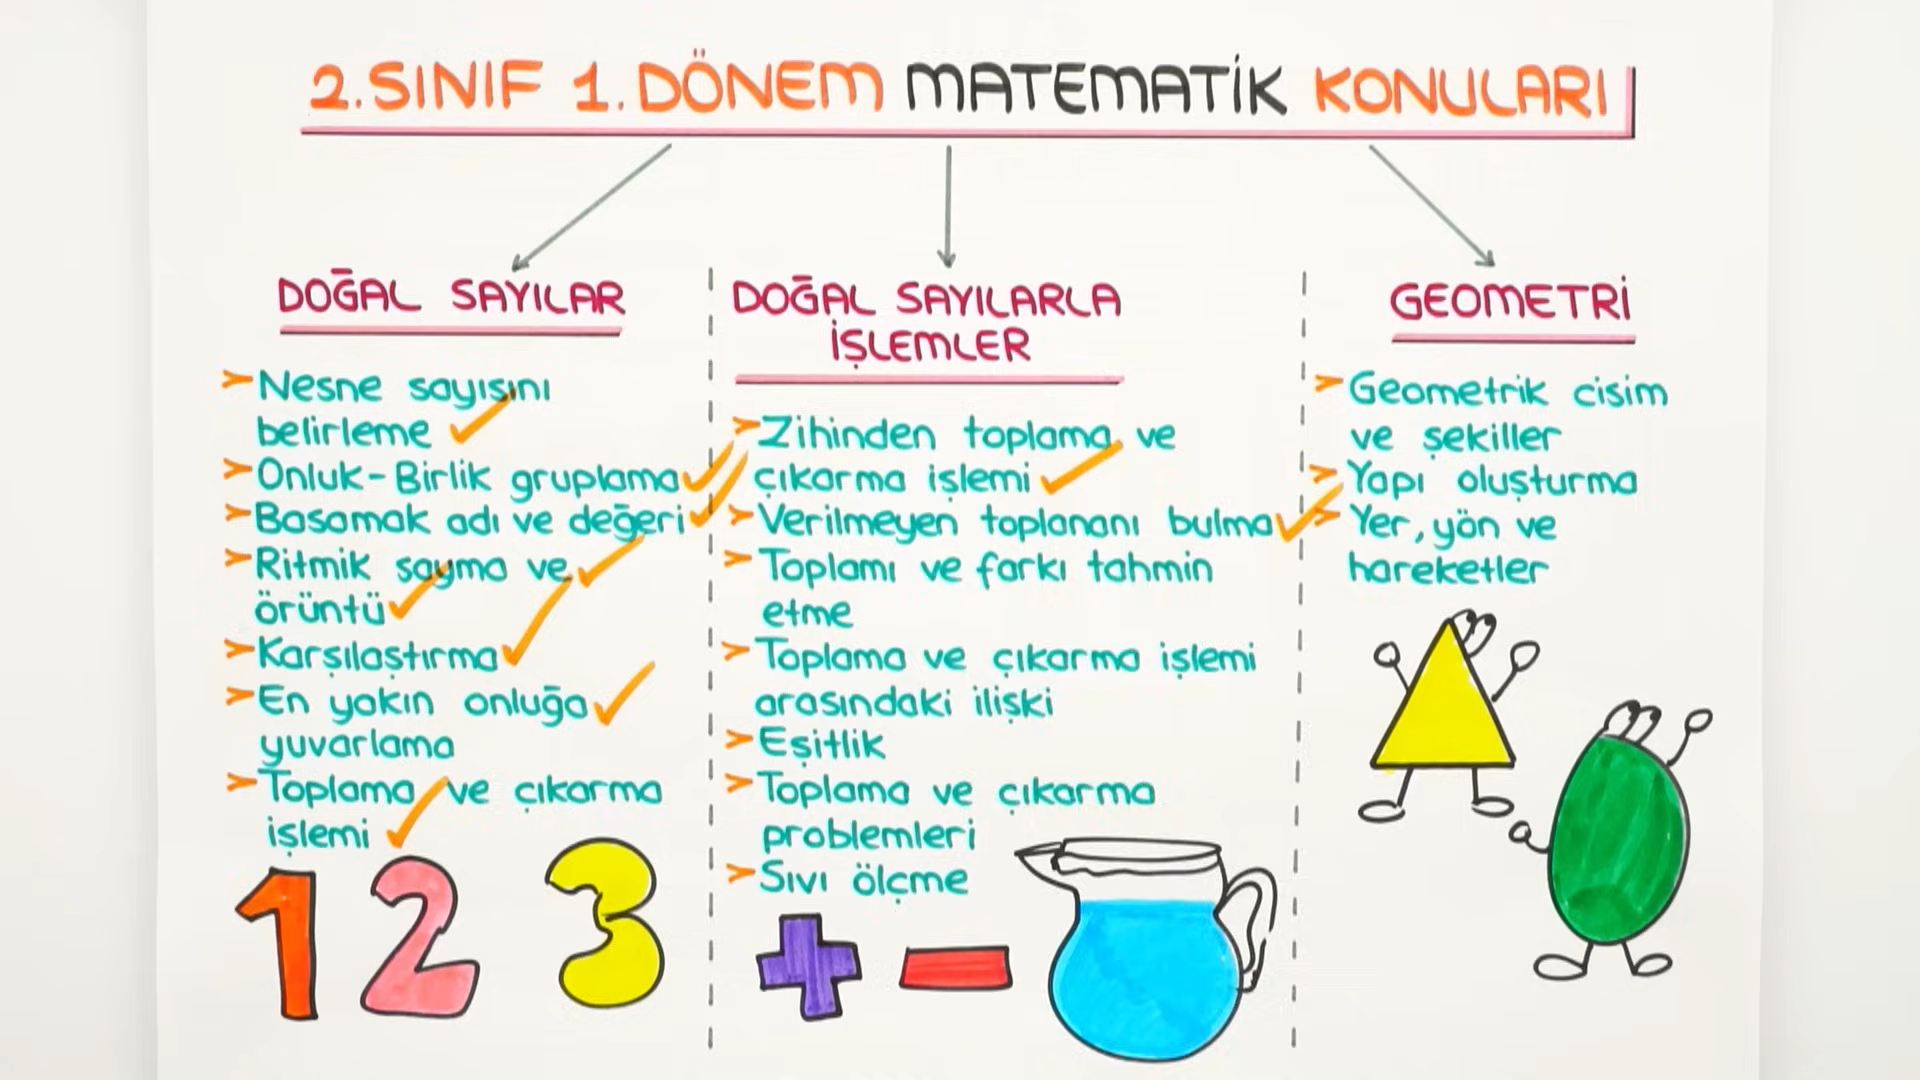 2.SINIF 1.DÖNEM MATEMATİK KONULARI
DOĞAL SAYILAR
➤Nesne sayısını
belirleme ✓
➤Onluk-Birlik gruplama ✓
➤Basamak adı ve değeri ✓
➤Ritmik sayma ve ✓
örüntü ✓
➤Karşılaştırma ✓
➤En yakın onluğa ✓
yuvarlama
➤Toplama ve çıkarma
işlemi ✓
1 2 3
DOĞAL SAYILARLA
İŞLEMLER
➤Zihinden toplama ve
çıkarma işlemi ✓
➤Verilmeyen toplananı bulma ✓
➤Toplamı ve farkı tahmin
etme
➤Toplama ve çıkarma işlemi
arasındaki ilişki
➤Eşitlik
➤Toplama ve çıkarma
problemleri
➤Sıvı ölçme
+ -
GEOMETRİ
➤Geometrik cisim
ve şekiller
➤Yapı oluşturma
➤Yer, yön ve
hareketler